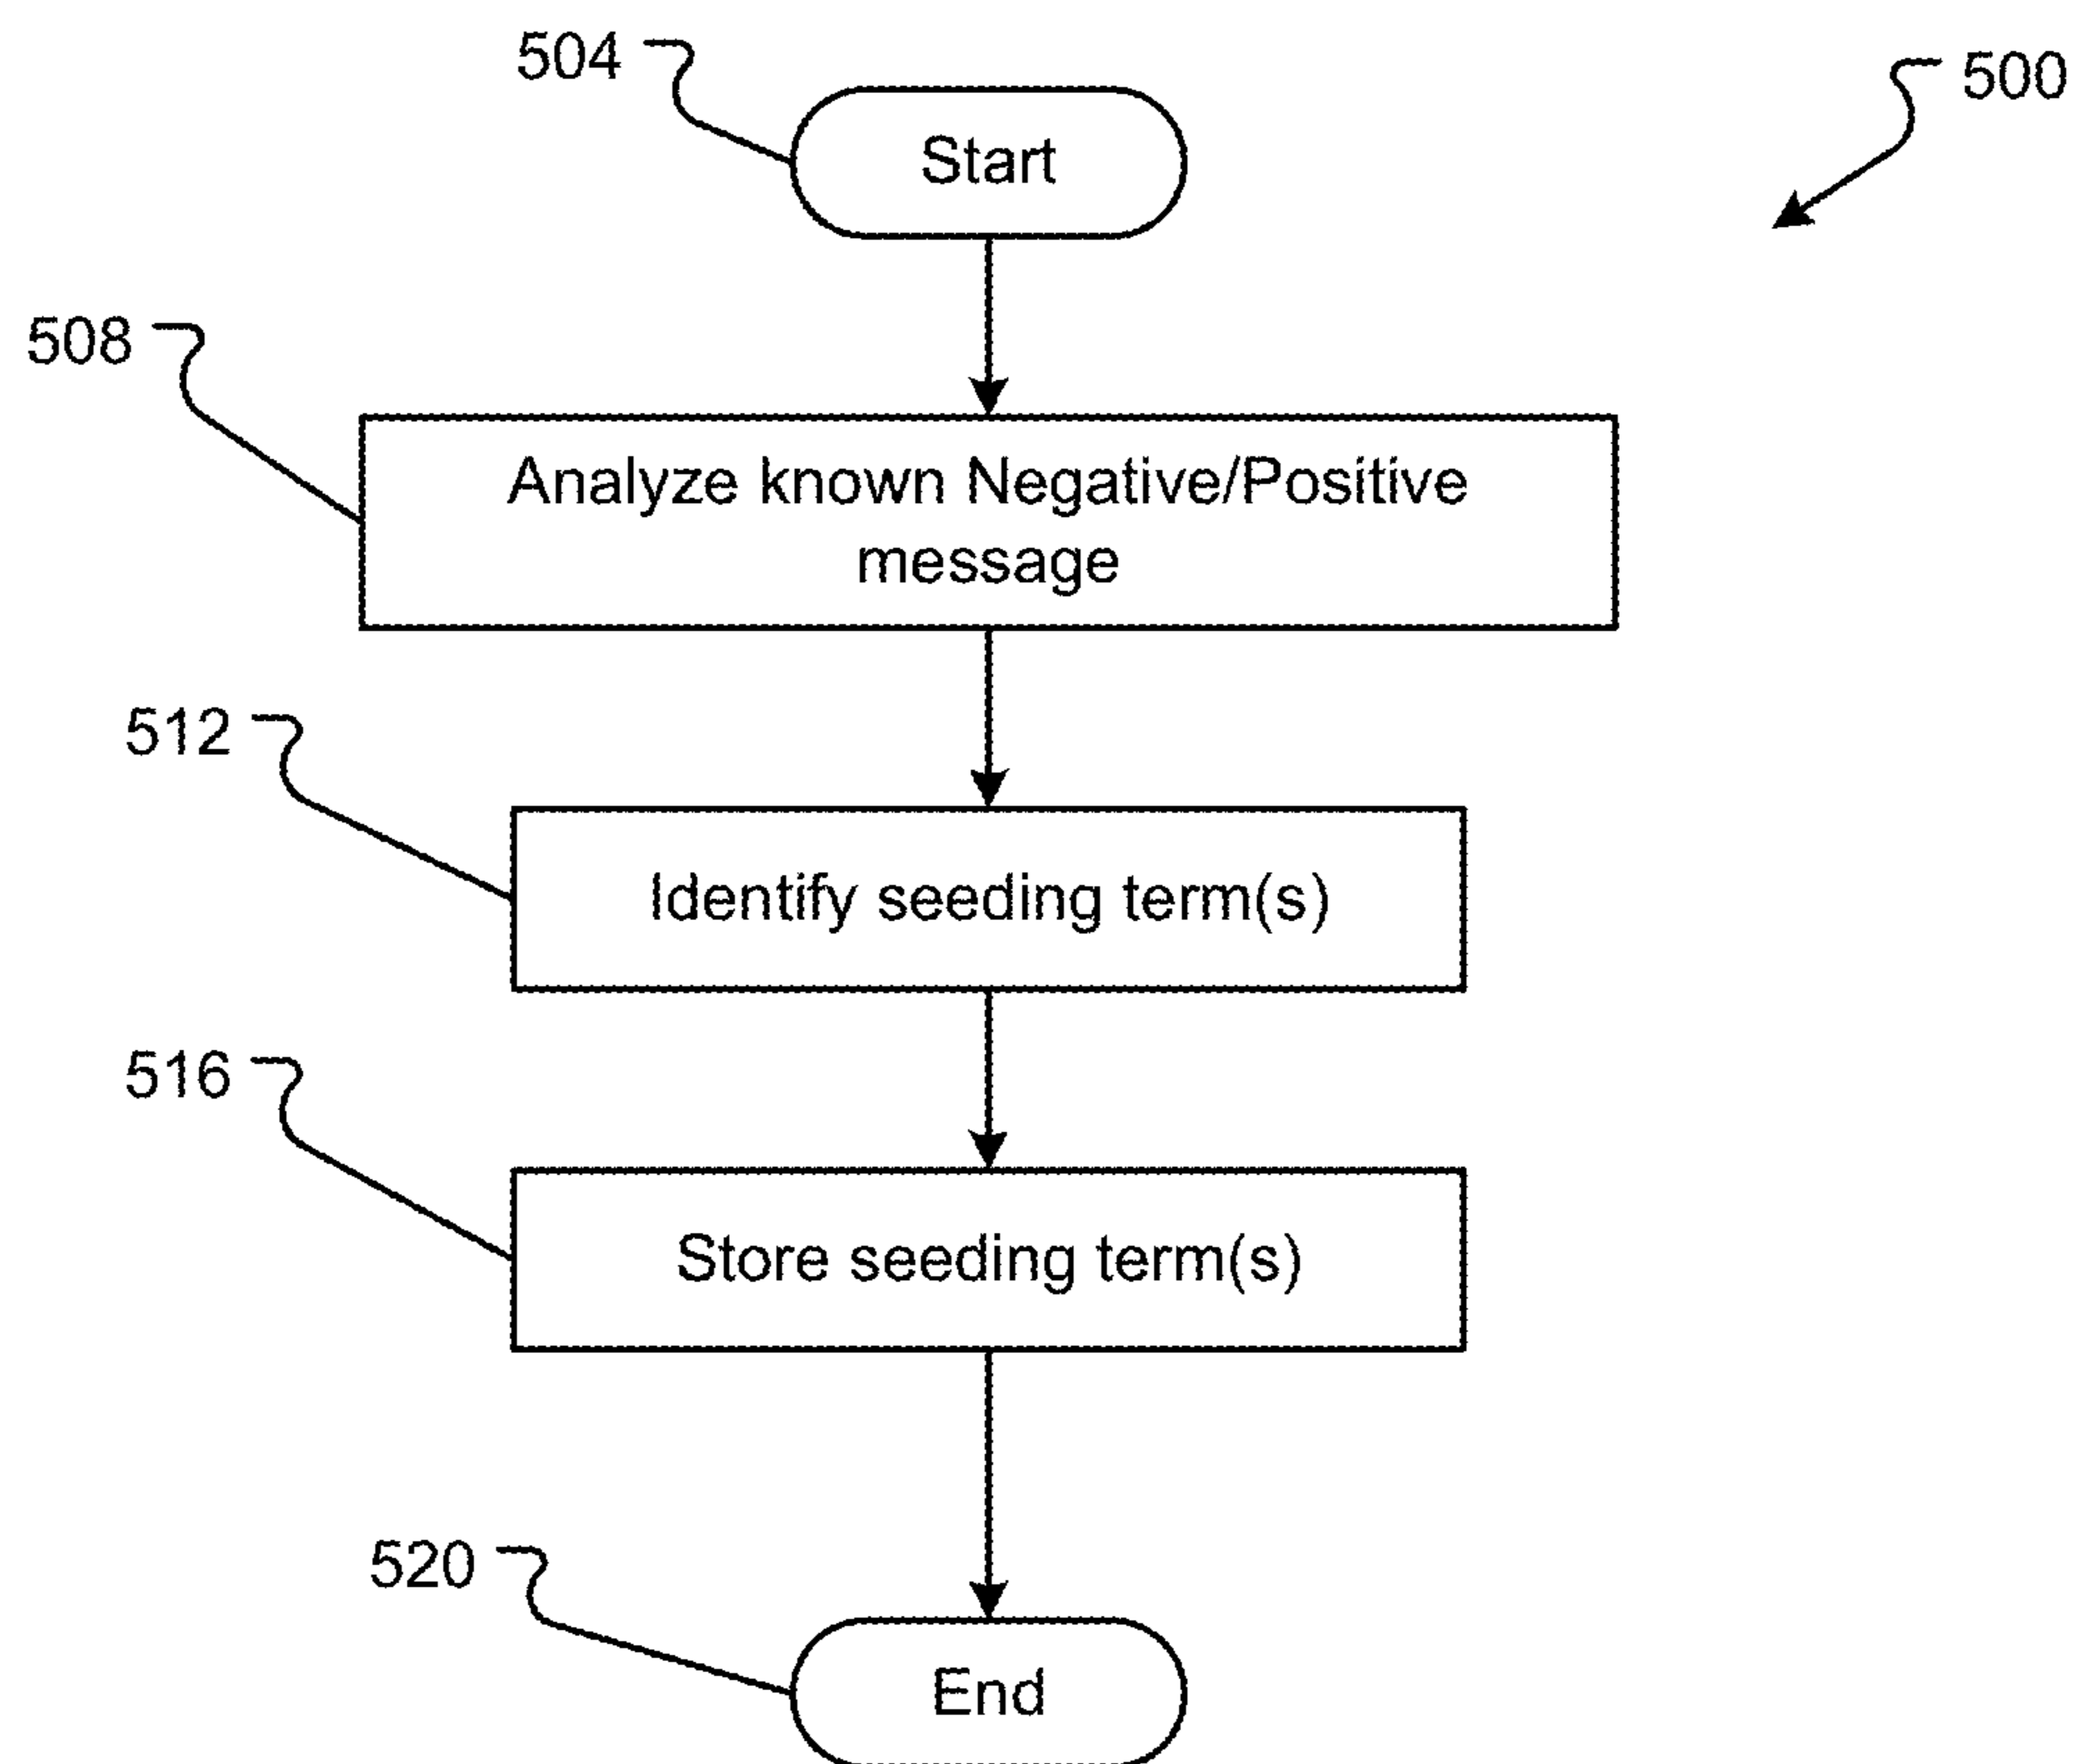 504
Start
500
508
Analyze known Negative/Positive
message
512
Identify seeding term(s)
516
Store seeding term(s)
520
End